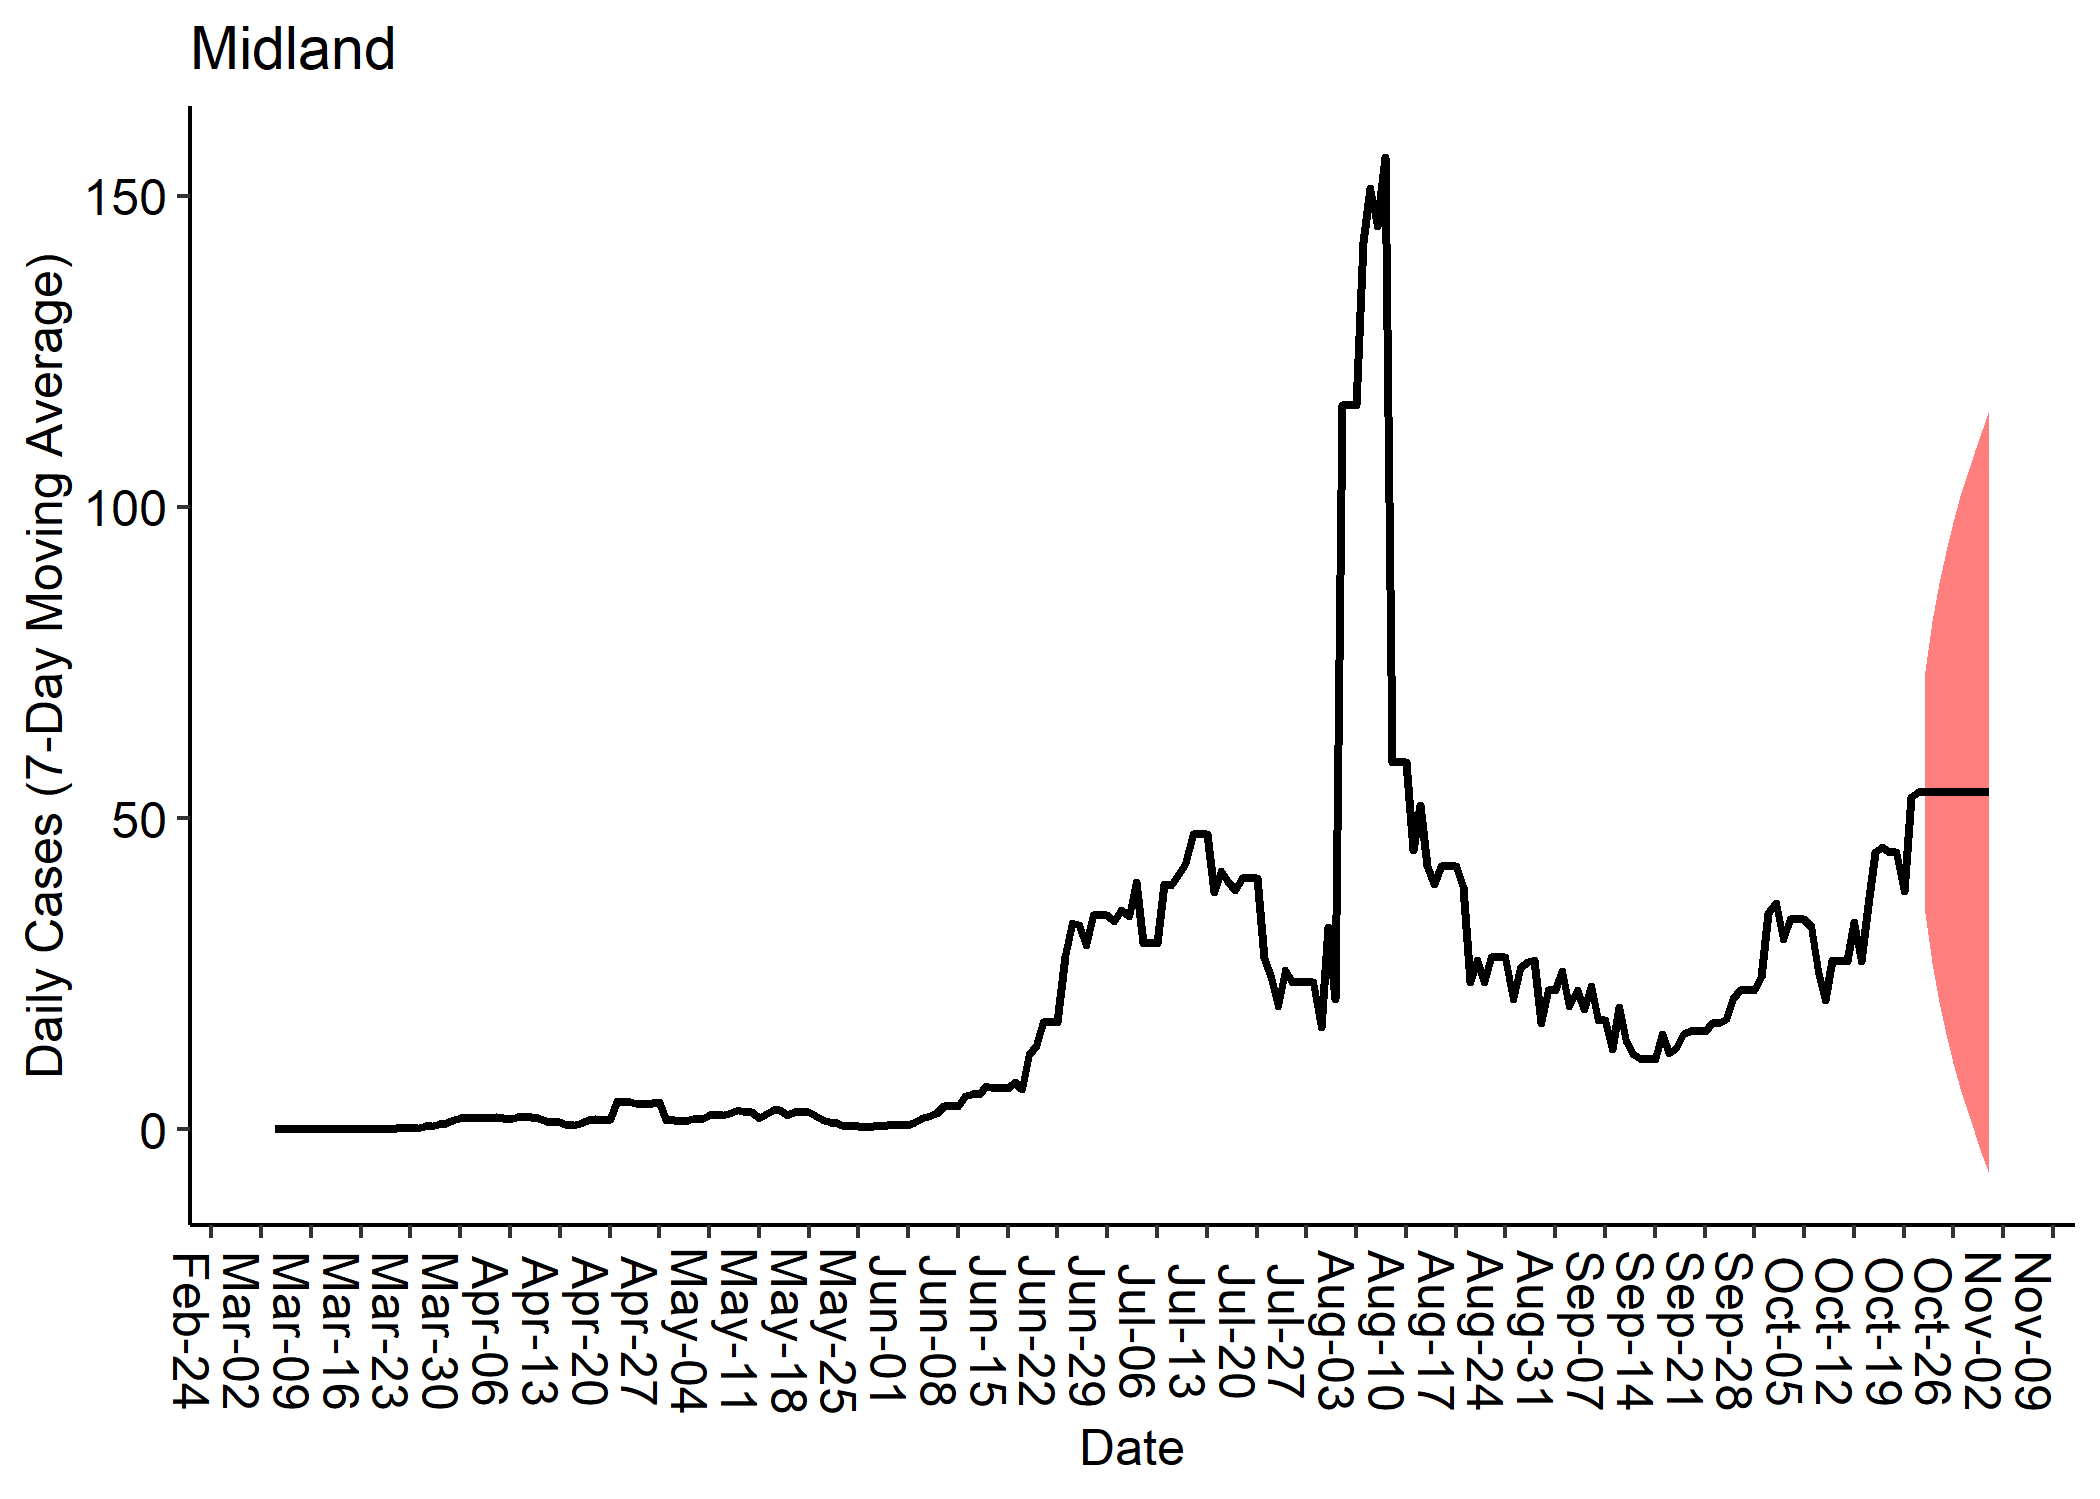 Midland
Daily Cases (7-Day Moving Average)
150
100
50
0
Feb-24
Mar-02
Mar-09
Mar-16
Mar-23
Mar-30
Apr-06
Apr-13
Apr-20
Apr-27
May-04
May-11
May-18
May-25
Jun-01
Jun-08
Jun-15
Jun-22
Jun-29
Jul-06
Jul-13
Jul-20
Jul-27
Aug-03
Aug-10
Aug-17
Aug-24
Aug-31
Sep-07
Sep-14
Sep-21
Sep-28
Oct-05
Oct-12
Oct-19
Oct-26
Nov-02
Nov-09
Date